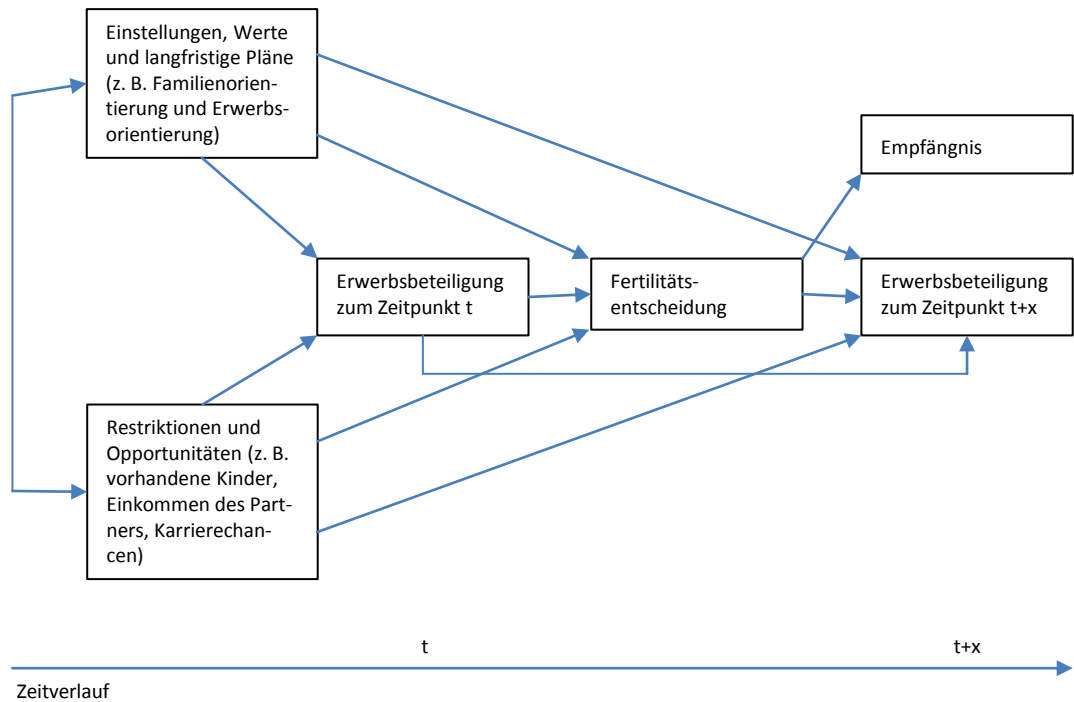 Einstellungen, Werte
und langfristige Pläne
(z. B. Familienorien-
tierung und Erwerbs-
orientierung)
Empfängnis
Erwerbsbeteiligung
zum Zeitpunkt t
Fertilitäts-
entscheidung
Erwerbsbeteiligung
zum Zeitpunkt t+x
Restriktionen und
Opportunitäten (z. B.
vorhandene Kinder,
Einkommen des Part-
ners, Karrierechan-
cen)
t
t+x
Zeitverlauf